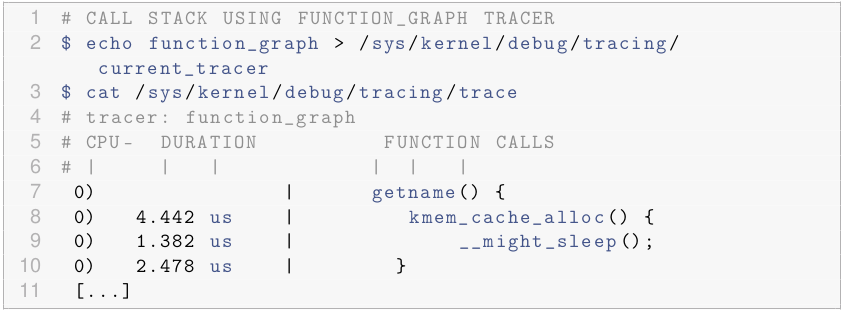 1 # CALL STACK USING FUNCTION_GRAPH TRACER
2 $ echo function_graph > /sys/kernel/debug/tracing/
current_tracer
3 $ cat /sys/kernel/debug/tracing/trace
4 # tracer: function_graph
5 # CPU- DURATION FUNCTION CALLS
6 # | | | | | |
7 0) | getname() {
8 0) 4.442 us | kmem_cache_alloc() {
9 0) 1.382 us | __might_sleep();
10 0) 2.478 us | }
11 [...]